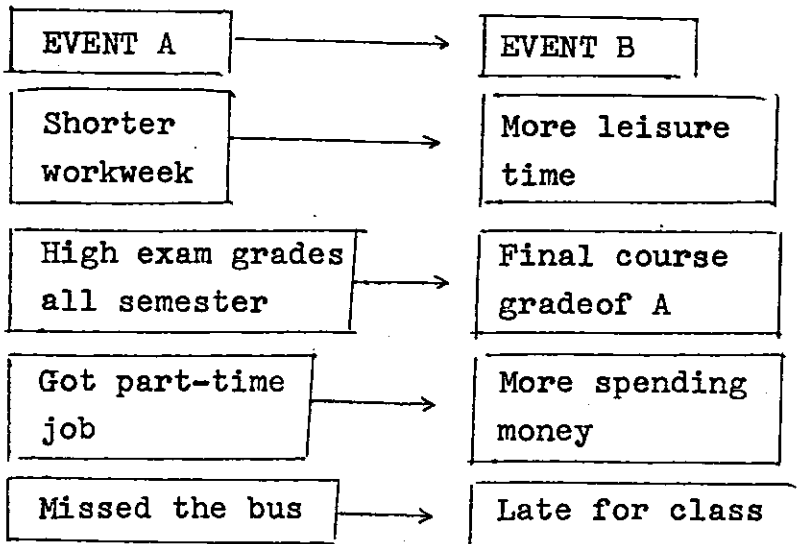 EVENT A
EVENT B
Shorter
workweek
More leisure
time
High exam grades
all semester
Final course
gradeof A
Got part-time
job
More spending
money
Missed the bus
Late for class